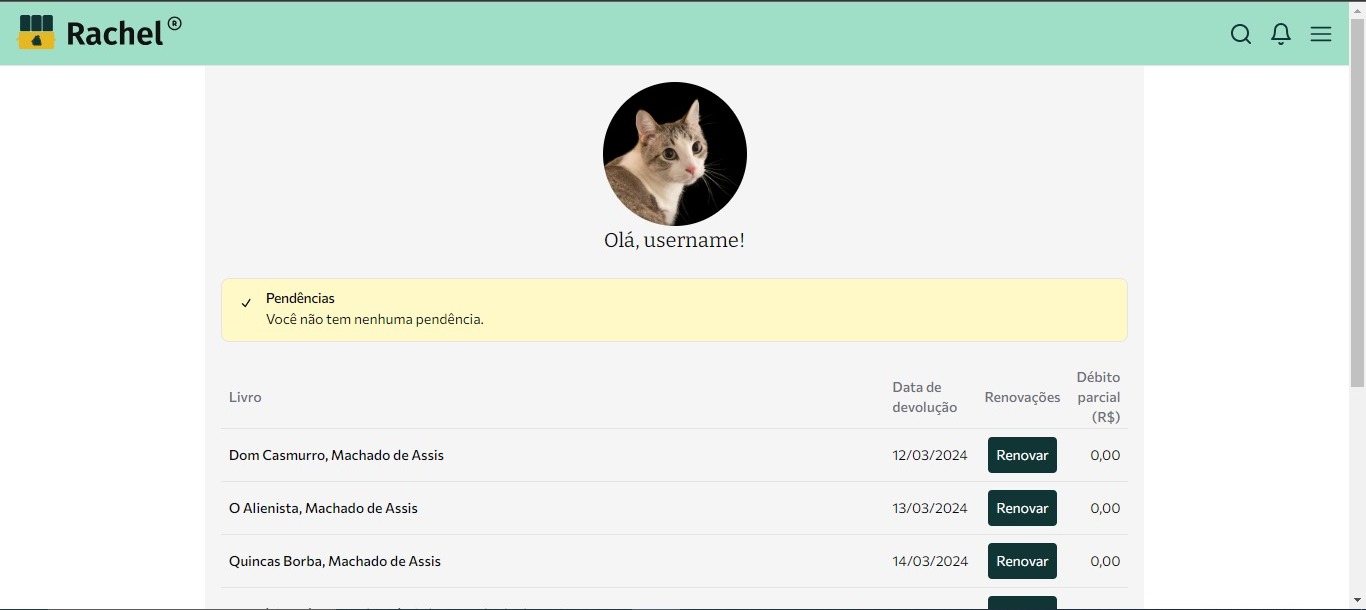 Rachel®
Olá, username!
Pendências
Você não tem nenhuma pendência.
Livro
Data de
devolução
Renovações
Débito
parcial
(R$)
Dom Casmurro, Machado de Assis 12/03/2024 Renovar 0,00
O Alienista, Machado de Assis 13/03/2024 Renovar 0,00
Quincas Borba, Machado de Assis 14/03/2024 Renovar 0,00